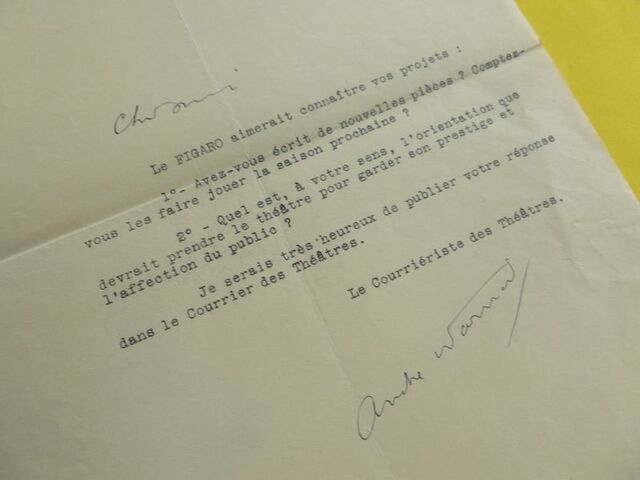 Cher ami
Le FIGARO aimerait connaître vos projets :
1°- Avez-vous écrit de nouvelles pièces ? Comptez-
vous les faire jouer la saison prochaine ?
2° - Quel est, à votre sens, l'orientation que
devrait prendre le théâtre pour garder son prestige et
l'affection du public ?
Je serais très heureux de publier votre réponse
dans le Courrier des Théâtres.
Le Courriériste des Théâtres.
André Warnod